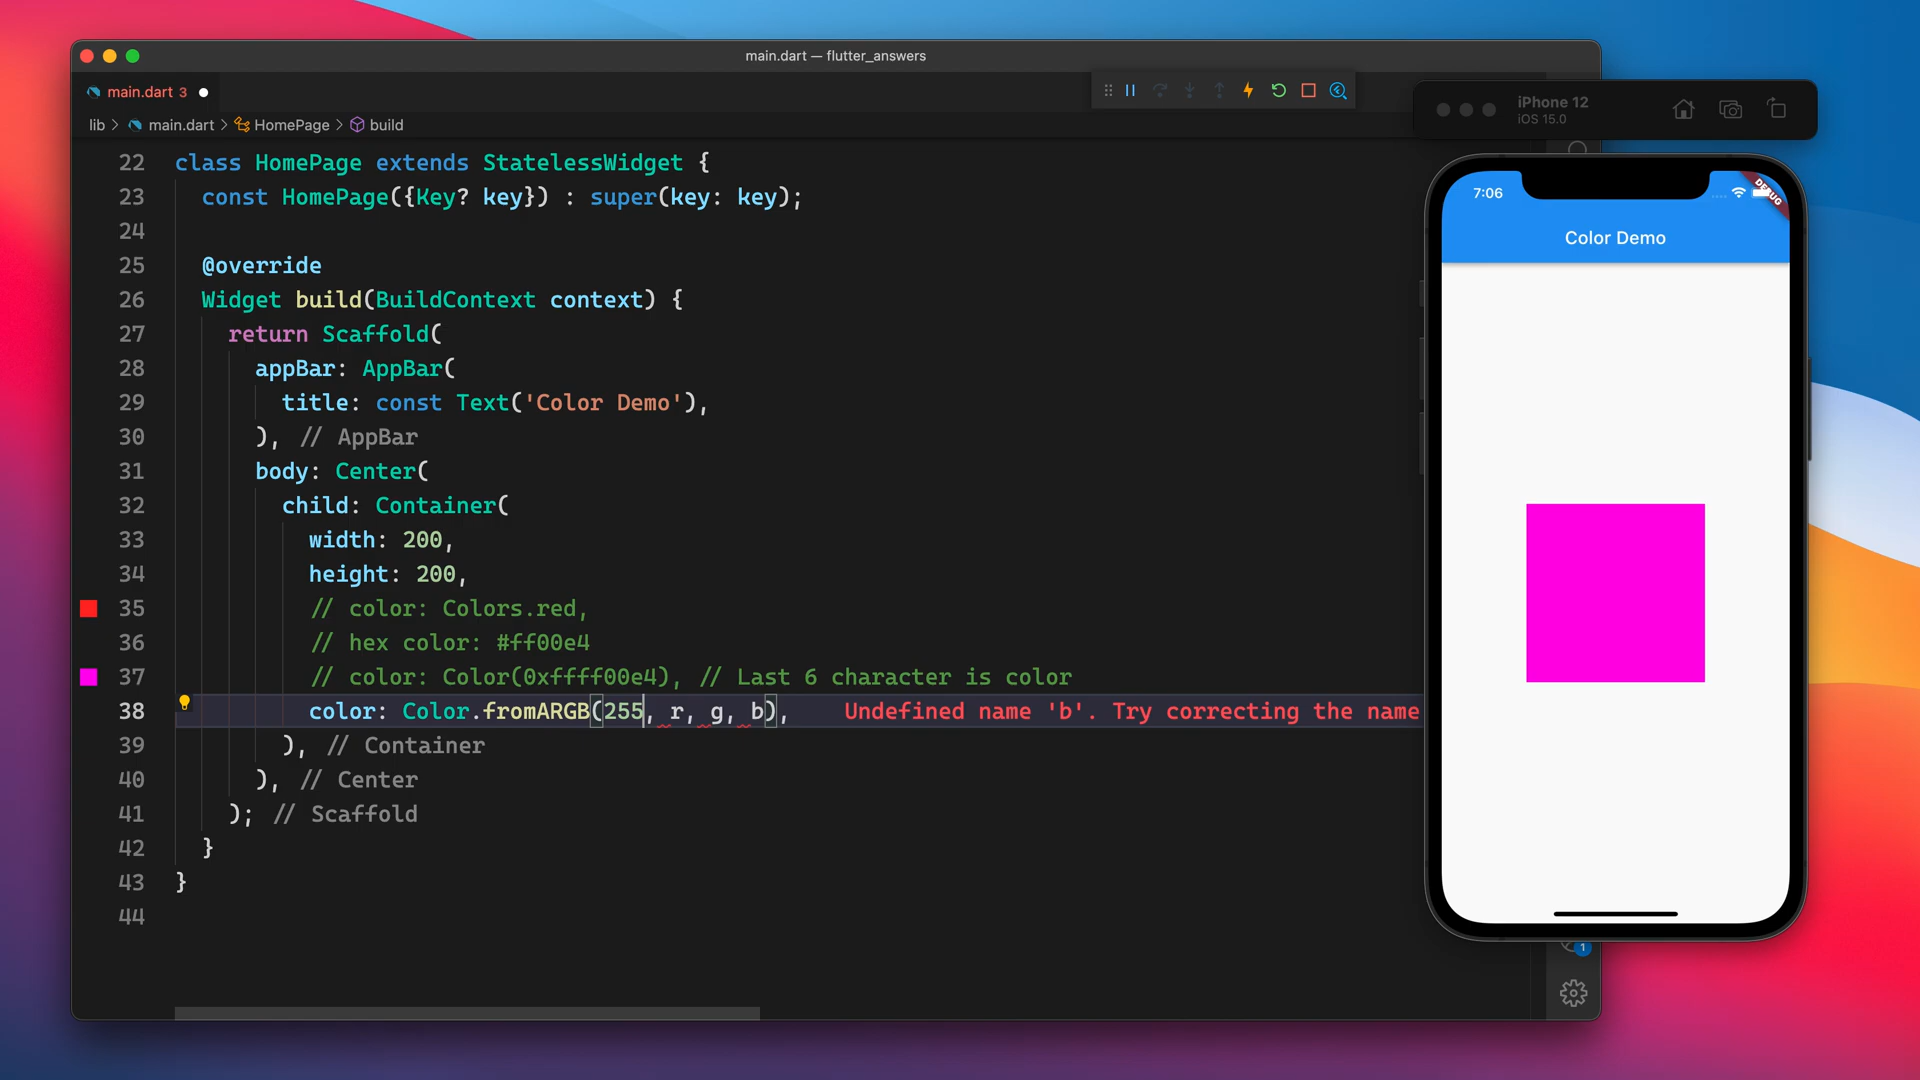 main.dart — flutter_answers
main.dart 3
lib > main.dart > HomePage > build
22 class HomePage extends StatelessWidget {
23 const HomePage({Key? key}) : super(key: key);
24
25 @override
26 Widget build(BuildContext context) {
27 return Scaffold(
28 appBar: AppBar(
29 title: const Text('Color Demo'),
30 ), // AppBar
31 body: Center(
32 child: Container(
33 width: 200,
34 height: 200,
35 // color: Colors.red,
36 // hex color: #ff00e4
37 // color: Color(0xffff00e4), // Last 6 character is color
38 color: Color.fromARGB(255, r, g, b), Undefined name 'b'. Try correcting the name
39 ), // Container
40 ), // Center
41 ); // Scaffold
42 }
43 }
44
iPhone 12
iOS 15.0
7:06
DEBUG
Color Demo
1